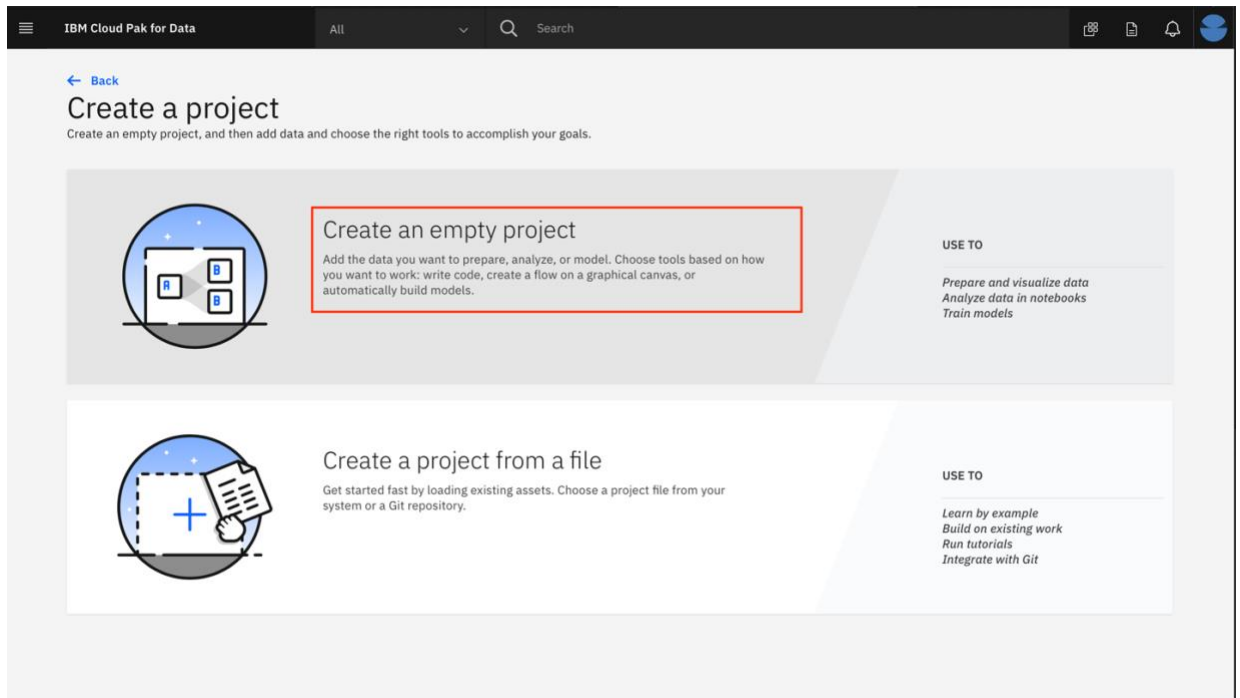 IBM Cloud Pak for Data
All
Search
Back
Create a project
Create an empty project, and then add data and choose the right tools to accomplish your goals.
A
B
B
Create an empty project
Add the data you want to prepare, analyze, or model. Choose tools based on how
you want to work: write code, create a flow on a graphical canvas, or
automatically build models.
USE TO
Prepare and visualize data
Analyze data in notebooks
Train models
Create a project from a file
Get started fast by loading existing assets. Choose a project file from your
system or a Git repository.
USE TO
Learn by example
Build on existing work
Run tutorials
Integrate with Git